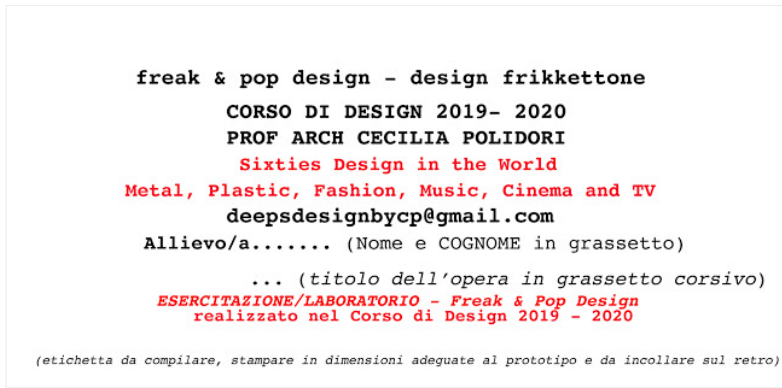 freak & pop design – design frikkettone
CORSO DI DESIGN 2019– 2020
PROF ARCH CECILIA POLIDORI
Sixties Design in the World
Metal, Plastic, Fashion, Music, Cinema and TV
deepsdesignbycp@gmail.com
Allievo/a....... (Nome e COGNOME in grassetto)
... (titolo dell’opera in grassetto corsivo)
ESERCITAZIONE/LABORATORIO – Freak & Pop Design
realizzato nel Corso di Design 2019 – 2020
(etichetta da compilare, stampare in dimensioni adeguate al prototipo e da incollare sul retro)